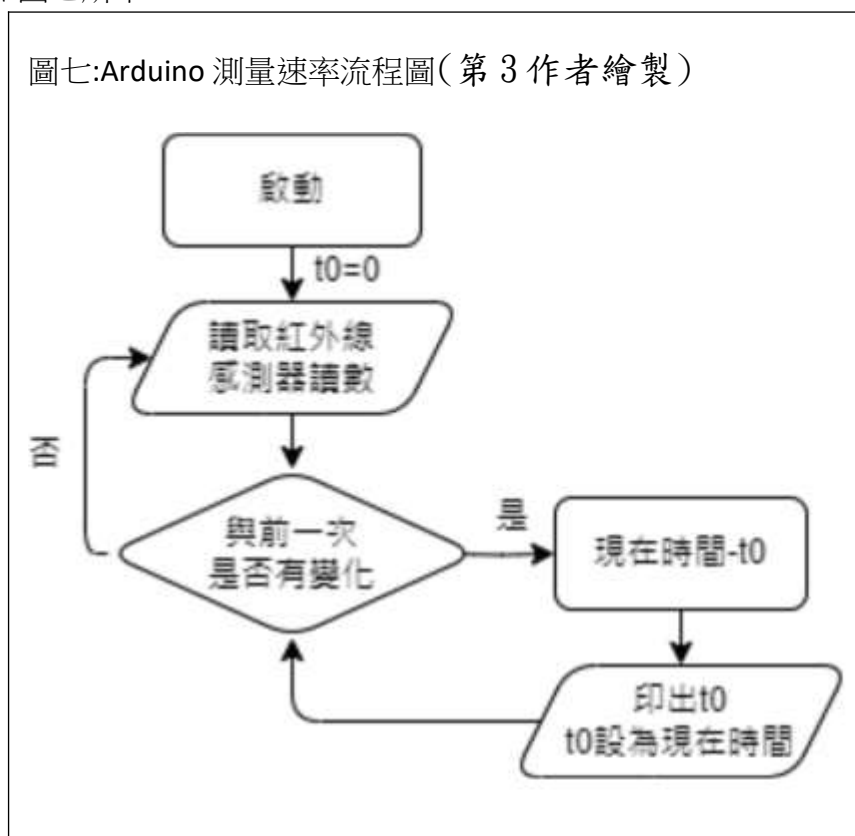 圖七:Arduino 測量速率流程圖(第 3 作者繪製)
啟動
t0=0
讀取紅外線
感測器讀數
否
與前一次
是否有變化
是
現在時間-t0
印出t0
t0設為現在時間